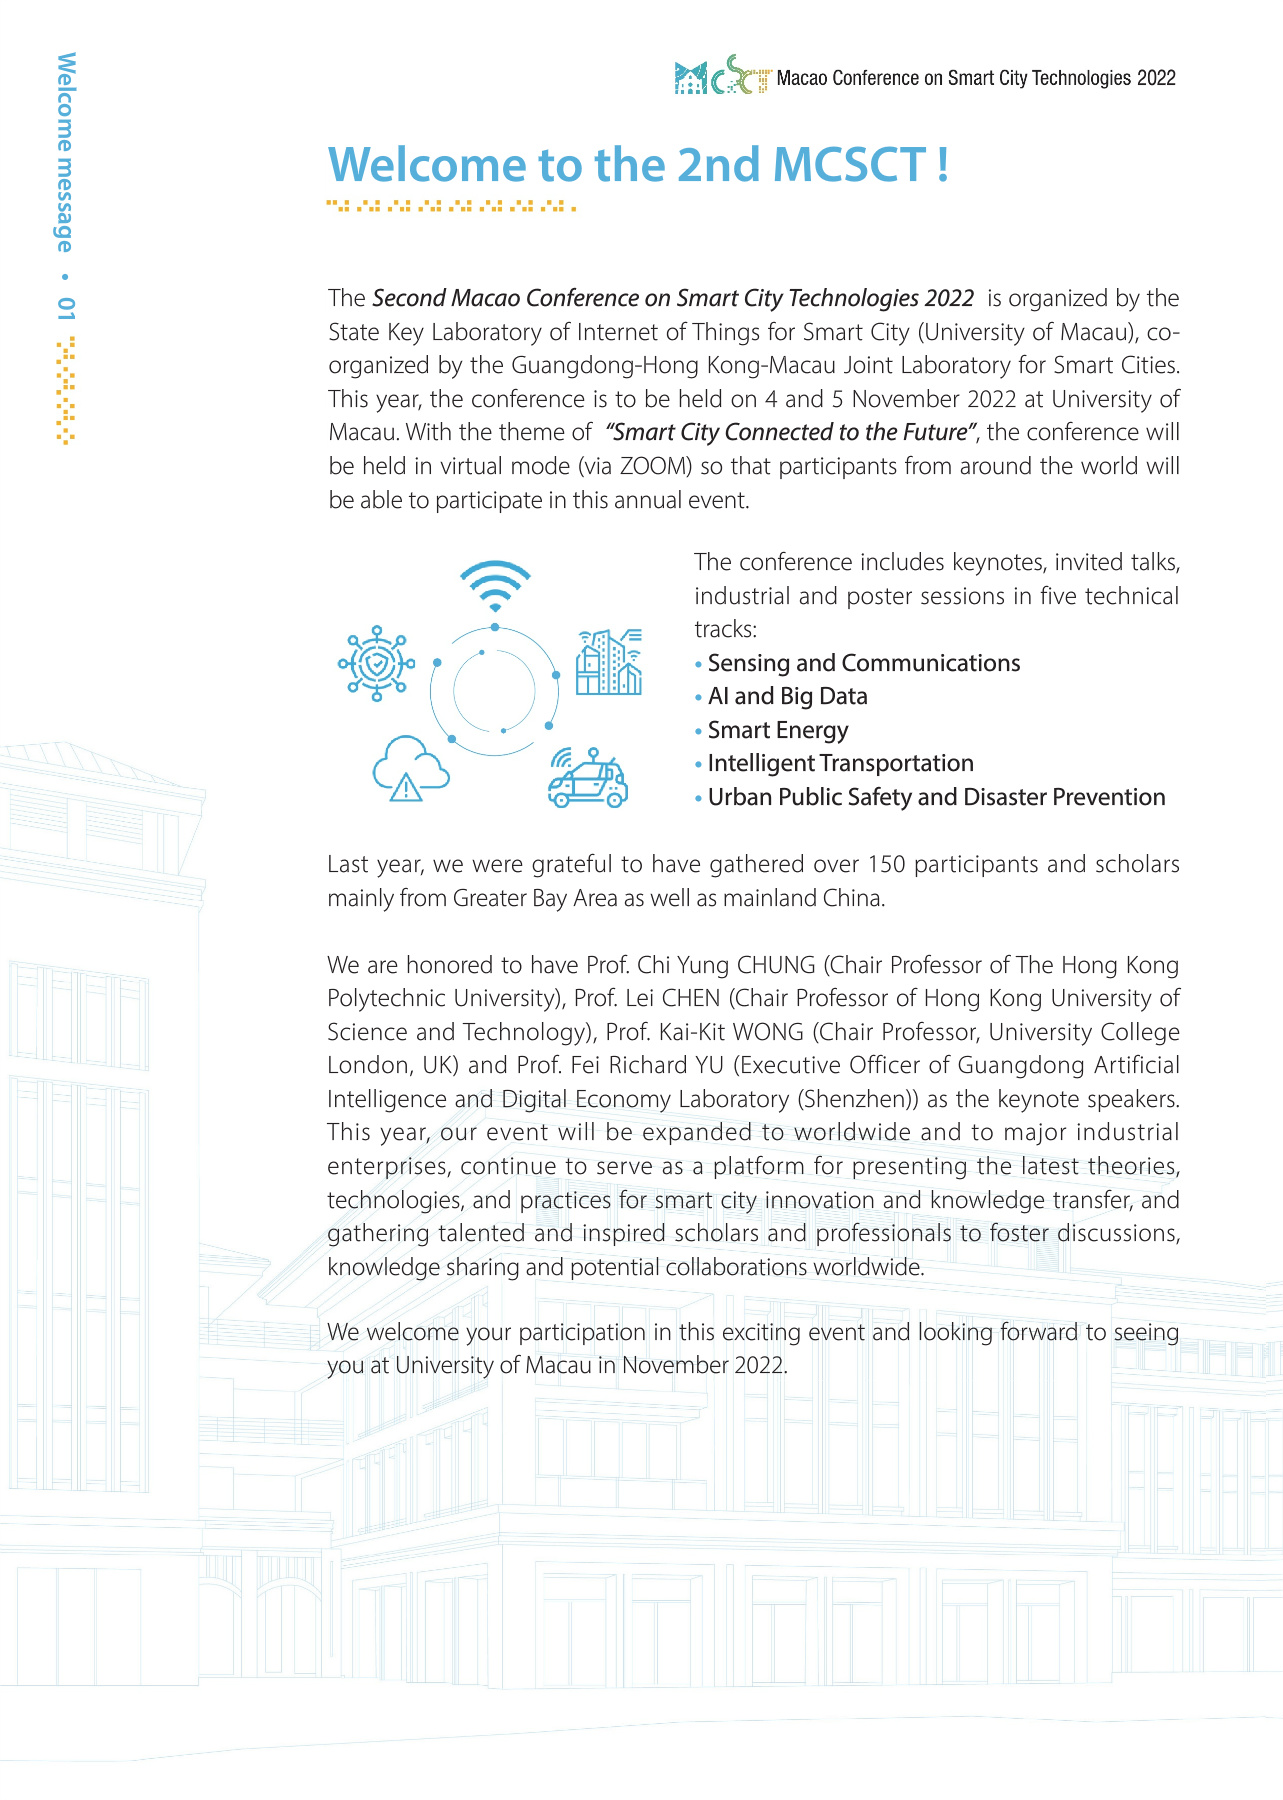 Welcome message • 01
MCSCT Macao Conference on Smart City Technologies 2022
Welcome to the 2nd MCSCT !
The Second Macao Conference on Smart City Technologies 2022 is organized by the
State Key Laboratory of Internet of Things for Smart City (University of Macau), co-
organized by the Guangdong-Hong Kong-Macau Joint Laboratory for Smart Cities.
This year, the conference is to be held on 4 and 5 November 2022 at University of
Macau. With the theme of “Smart City Connected to the Future”, the conference will
be held in virtual mode (via ZOOM) so that participants from around the world will
be able to participate in this annual event.
The conference includes keynotes, invited talks,
industrial and poster sessions in five technical
tracks:
• Sensing and Communications
• AI and Big Data
• Smart Energy
• Intelligent Transportation
• Urban Public Safety and Disaster Prevention
Last year, we were grateful to have gathered over 150 participants and scholars
mainly from Greater Bay Area as well as mainland China.
We are honored to have Prof. Chi Yung CHUNG (Chair Professor of The Hong Kong
Polytechnic University), Prof. Lei CHEN (Chair Professor of Hong Kong University of
Science and Technology), Prof. Kai-Kit WONG (Chair Professor, University College
London, UK) and Prof. Fei Richard YU (Executive Officer of Guangdong Artificial
Intelligence and Digital Economy Laboratory (Shenzhen)) as the keynote speakers.
This year, our event will be expanded to worldwide and to major industrial
enterprises, continue to serve as a platform for presenting the latest theories,
technologies, and practices for smart city innovation and knowledge transfer, and
gathering talented and inspired scholars and professionals to foster discussions,
knowledge sharing and potential collaborations worldwide.
We welcome your participation in this exciting event and looking forward to seeing
you at University of Macau in November 2022.